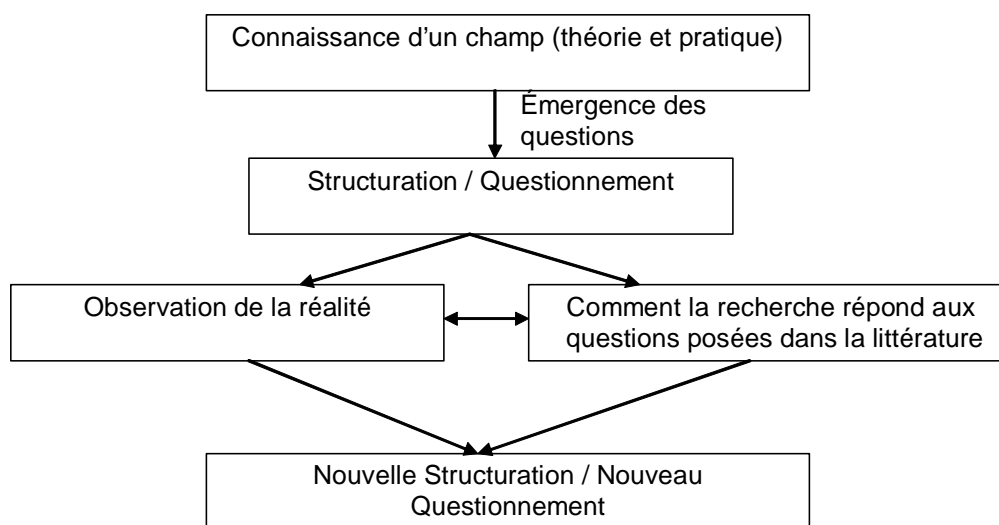 Connaissance d'un champ (théorie et pratique)
Émergence des
questions
Structuration / Questionnement
Observation de la réalité
Comment la recherche répond aux
questions posées dans la littérature
Nouvelle Structuration / Nouveau
Questionnement